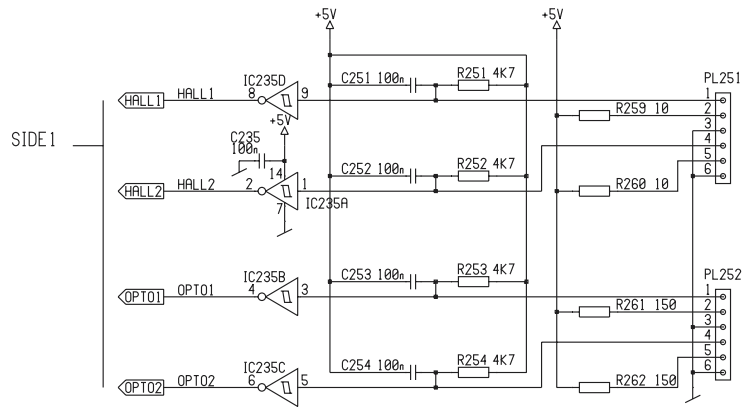 +5V +5V
C251 100n R251 4K7 PL251
IC235D
HALL1 HALL1 8 9 1
R259 10 2
+5V 3
SIDE1 C235 100n
C252 100n R252 4K7 4
14 5
HALL2 HALL2 2 1 R260 10 6
7 IC235A
C253 100n R253 4K7 PL252
IC235B
OPTO1 OPTO1 4 3 1
R261 150 2
3
C254 100n R254 4K7 4
IC235C 5
OPTO2 OPTO2 6 5 R262 150 6